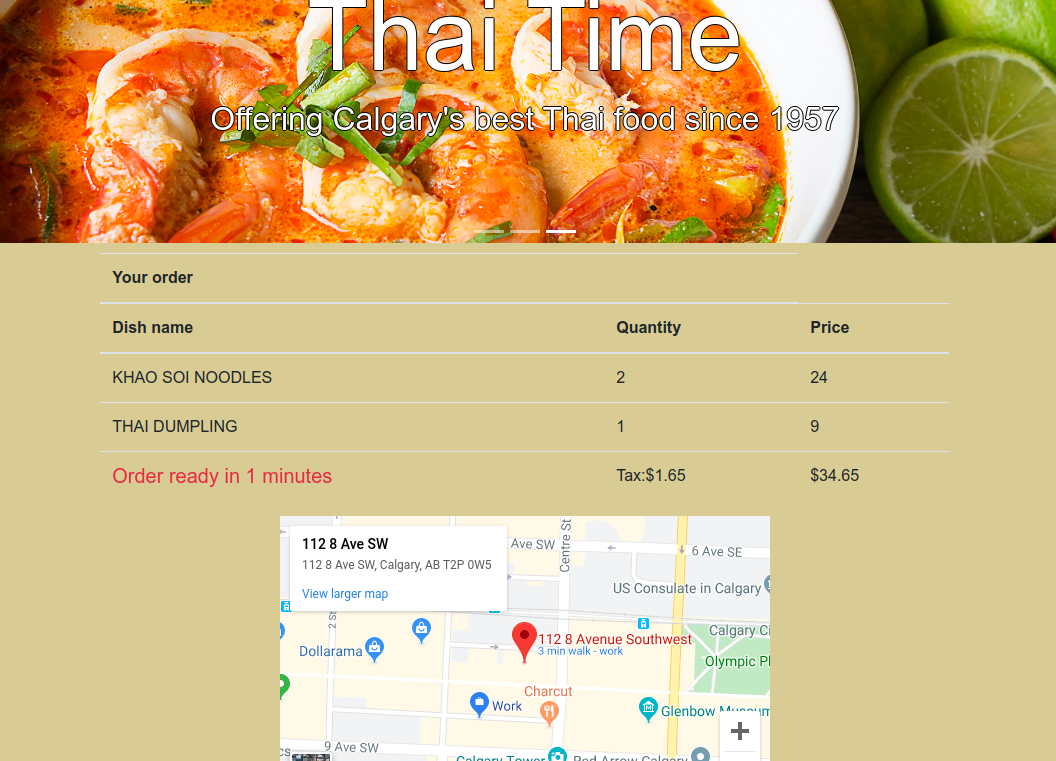 Thai Time
Offering Calgary's best Thai food since 1957
Your order
Dish name Quantity Price
KHAO SOI NOODLES 2 24
THAI DUMPLING 1 9
Order ready in 1 minutes Tax:$1.65 $34.65
112 8 Ave SW
112 8 Ave SW, Calgary, AB T2P 0W5
View larger map
Ave SW
Centre St
6 Ave SE
US Consulate in Calgary
2 St
Calgary
112 8 Avenue Southwest
3 min walk - work
Dollarama
Olympic
Charcut
Work
Glenbow Museum
9 Ave SW
Calgary Tower
Red Arrow Calgary